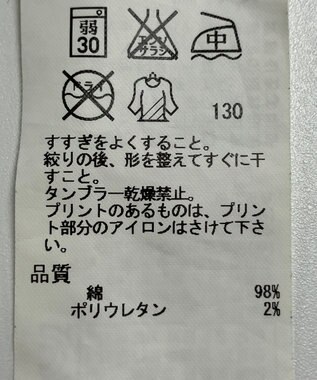 弱
30
エンソ
サラシ
中
ドライ
130
すすぎをよくすること。
絞りの後、形を整えてすぐに干
すこと。
タンブラー乾燥禁止。
プリントのあるものは、プリン
ト部分のアイロンはさけて下さ
い。
品質
綿 98%
ポリウレタン 2%